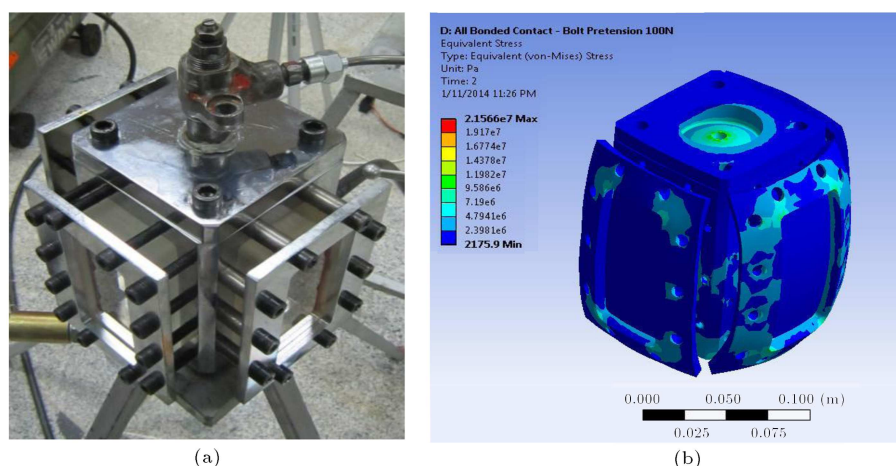 D: All Bonded Contact - Bolt Pretension 100N
Equivalent Stress
Type: Equivalent (von-Mises) Stress
Unit: Pa
Time: 2
1/11/2014 11:26 PM
2.1566e7 Max
1.917e7
1.6774e7
1.4378e7
1.1982e7
9.586e6
7.19e6
4.7941e6
2.3981e6
2175.9 Min
0.000 0.050 0.100 (m)
0.025 0.075
(a) (b)